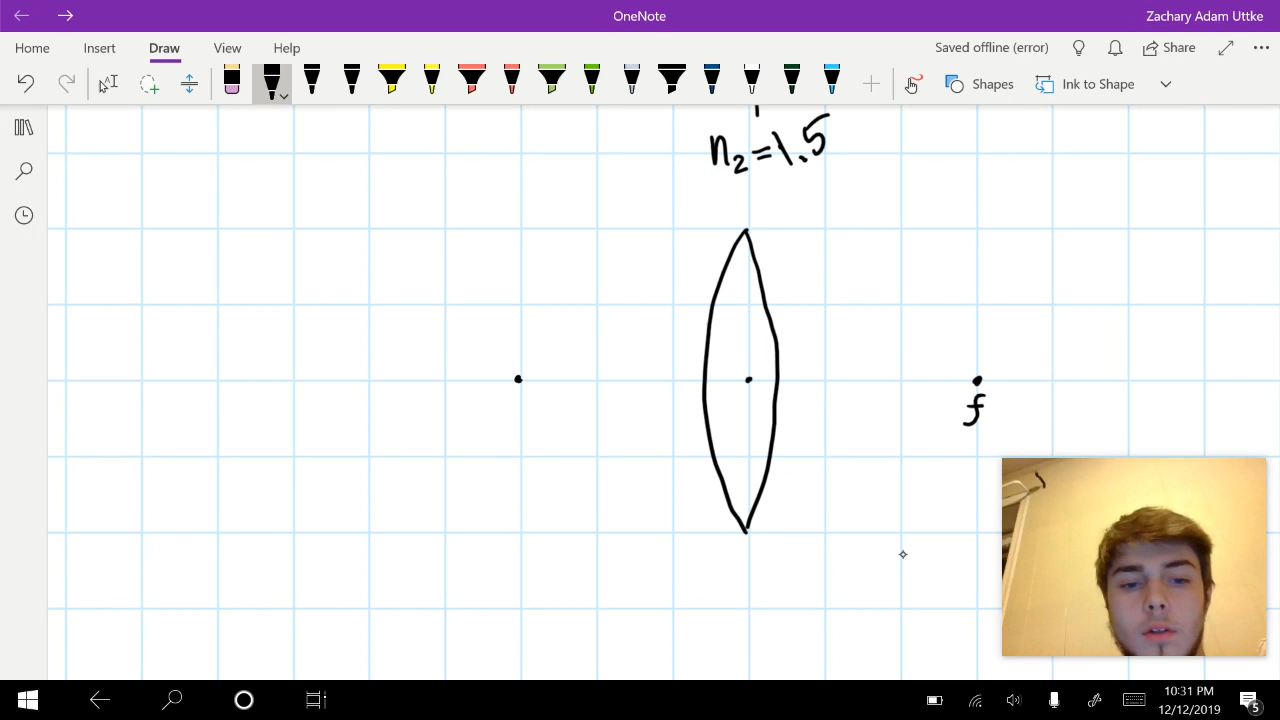 OneNote
Zachary Adam Uttke
Home Insert Draw View Help
Saved offline (error) Share
Shapes Ink to Shape
n₂=1.5
f
10:31 PM
12/12/2019
5